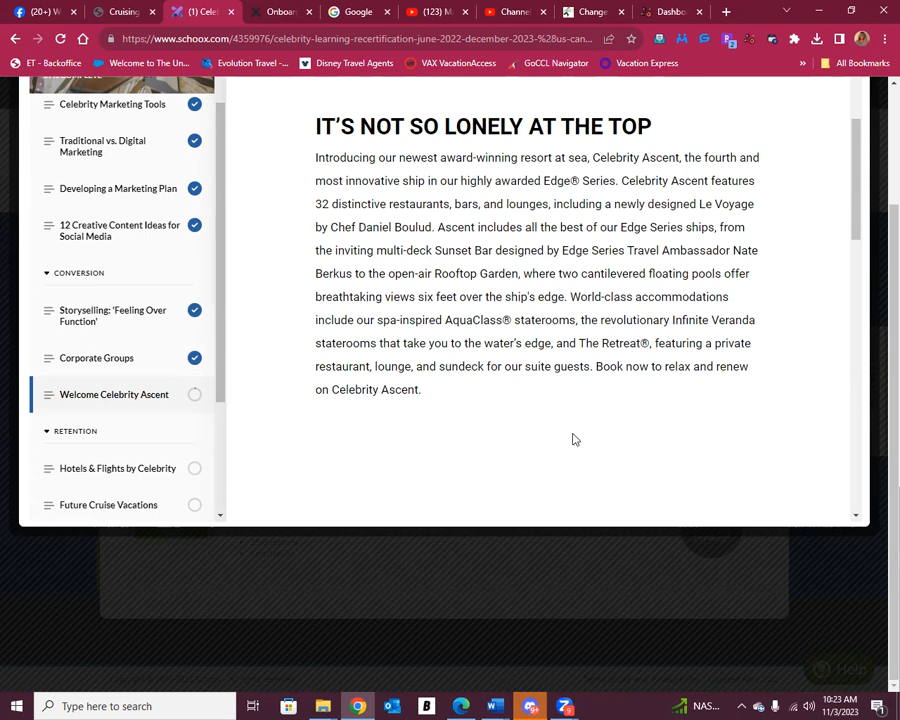 (20+) W
Cruising
(1) Cele
Onboar
Google
(123) M
Channe
Change
Dashbo
https://www.schoox.com/4359976/celebrity-learning-recertification-june-2022-december-2023-%28us-can...
2
ET - Backoffice
Welcome to The Un...
Evolution Travel -...
Disney Travel Agents
VAX VacationAccess
GoCCL Navigator
Vacation Express
»
All Bookmarks
Celebrity Marketing Tools
Traditional vs. Digital
Marketing
Developing a Marketing Plan
12 Creative Content Ideas for
Social Media
CONVERSION
Storyselling: 'Feeling Over
Function'
Corporate Groups
Welcome Celebrity Ascent
RETENTION
Hotels & Flights by Celebrity
Future Cruise Vacations
IT'S NOT SO LONELY AT THE TOP
Introducing our newest award-winning resort at sea, Celebrity Ascent, the fourth and
most innovative ship in our highly awarded Edge® Series. Celebrity Ascent features
32 distinctive restaurants, bars, and lounges, including a newly designed Le Voyage
by Chef Daniel Boulud. Ascent includes all the best of our Edge Series ships, from
the inviting multi-deck Sunset Bar designed by Edge Series Travel Ambassador Nate
Berkus to the open-air Rooftop Garden, where two cantilevered floating pools offer
breathtaking views six feet over the ship's edge. World-class accommodations
include our spa-inspired AquaClass® staterooms, the revolutionary Infinite Veranda
staterooms that take you to the water's edge, and The Retreat®, featuring a private
restaurant, lounge, and sundeck for our suite guests. Book now to relax and renew
on Celebrity Ascent.
Help
Type here to search
NAS...
10:23 AM
11/3/2023